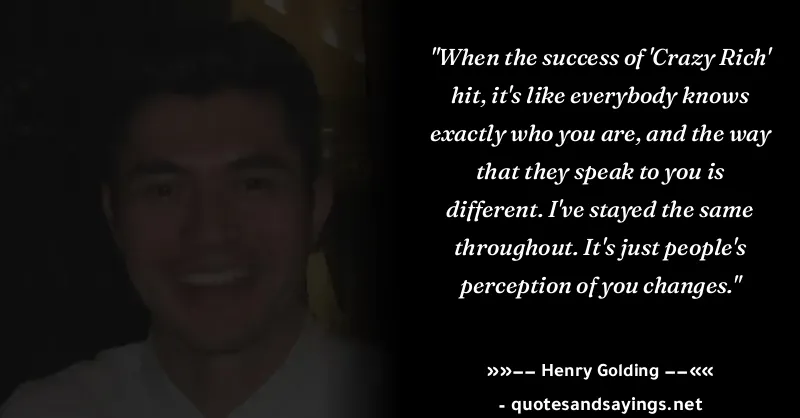 "When the success of 'Crazy Rich'
hit, it's like everybody knows
exactly who you are, and the way
that they speak to you is
different. I've stayed the same
throughout. It's just people's
perception of you changes."
»»–– Henry Golding ––««
- quotesandsayings.net